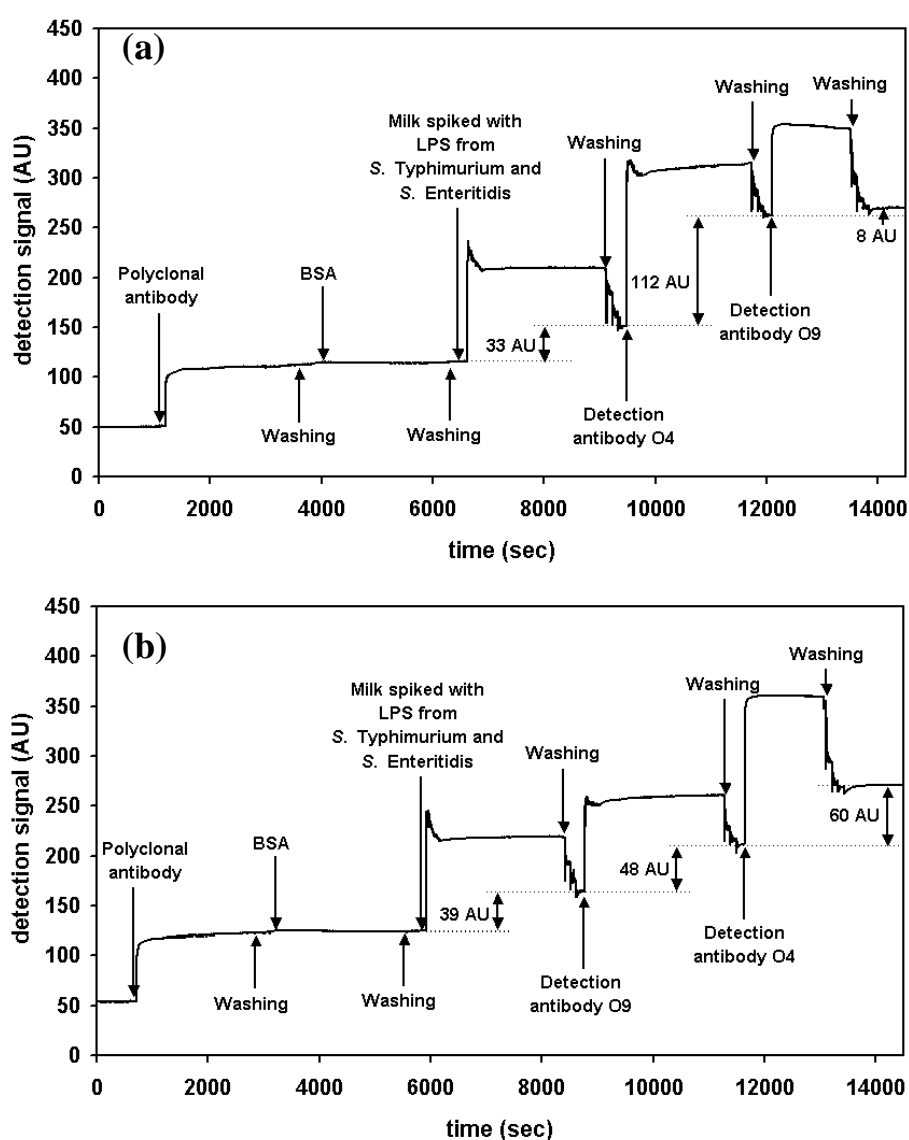 (a)
detection signal (AU)
450
400
350
300
250
200
150
100
50
0
Polyclonal
antibody
BSA
Milk spiked with
LPS from
S. Typhimurium and
S. Enteritidis
Washing
Washing
Washing
Washing
Washing
33 AU
112 AU
8 AU
Detection
antibody O4
Detection
antibody O9
0
2000
4000
6000
8000
10000
12000
14000
time (sec)
(b)
detection signal (AU)
450
400
350
300
250
200
150
100
50
0
Polyclonal
antibody
BSA
Milk spiked with
LPS from
S. Typhimurium and
S. Enteritidis
Washing
Washing
Washing
Washing
Washing
39 AU
48 AU
60 AU
Detection
antibody O9
Detection
antibody O4
0
2000
4000
6000
8000
10000
12000
14000
time (sec)